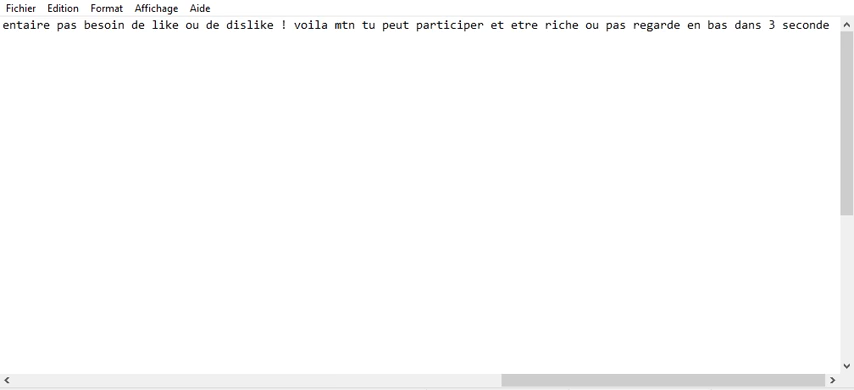 Fichier Edition Format Affichage Aide
entaire pas besoin de like ou de dislike ! voila mtn tu peut participer et etre riche ou pas regarde en bas dans 3 seconde